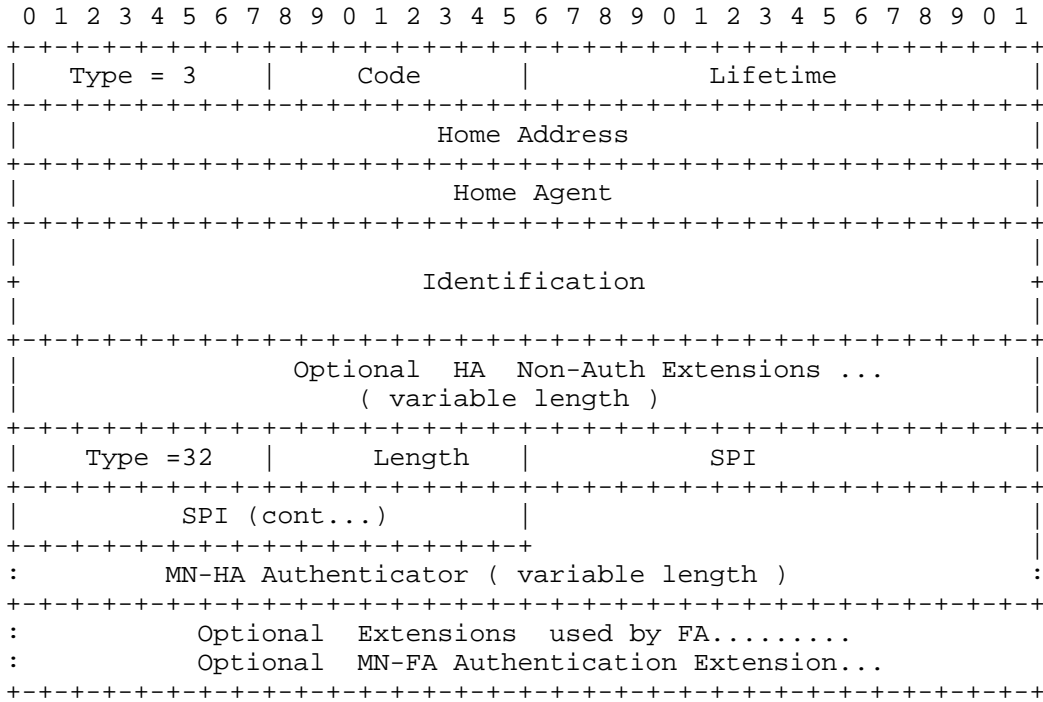 0 1 2 3 4 5 6 7 8 9 0 1 2 3 4 5 6 7 8 9 0 1 2 3 4 5 6 7 8 9 0 1
+-+-+-+-+-+-+-+-+-+-+-+-+-+-+-+-+-+-+-+-+-+-+-+-+-+-+-+-+-+-+-+-+
|   Type = 3    |     Code      |           Lifetime            |
+-+-+-+-+-+-+-+-+-+-+-+-+-+-+-+-+-+-+-+-+-+-+-+-+-+-+-+-+-+-+-+-+
|                          Home Address                         |
+-+-+-+-+-+-+-+-+-+-+-+-+-+-+-+-+-+-+-+-+-+-+-+-+-+-+-+-+-+-+-+-+
|                           Home Agent                          |
+-+-+-+-+-+-+-+-+-+-+-+-+-+-+-+-+-+-+-+-+-+-+-+-+-+-+-+-+-+-+-+-+
|                                                               |
+                         Identification                        +
|                                                               |
+-+-+-+-+-+-+-+-+-+-+-+-+-+-+-+-+-+-+-+-+-+-+-+-+-+-+-+-+-+-+-+-+
|                 Optional  HA  Non-Auth Extensions ...         |
|                     ( variable length )                       |
+-+-+-+-+-+-+-+-+-+-+-+-+-+-+-+-+-+-+-+-+-+-+-+-+-+-+-+-+-+-+-+-+
|    Type =32   |      Length   |           SPI                 |
+-+-+-+-+-+-+-+-+-+-+-+-+-+-+-+-+-+-+-+-+-+-+-+-+-+-+-+-+-+-+-+-+
|          SPI (cont...)        |                               |
+-+-+-+-+-+-+-+-+-+-+-+-+-+-+-+-+                               |
:         MN-HA Authenticator ( variable length )               :
+-+-+-+-+-+-+-+-+-+-+-+-+-+-+-+-+-+-+-+-+-+-+-+-+-+-+-+-+-+-+-+-+
:           Optional  Extensions  used by FA.........
:           Optional  MN-FA Authentication Extension...
+-+-+-+-+-+-+-+-+-+-+-+-+-+-+-+-+-+-+-+-+-+-+-+-+-+-+-+-+-+-+-+-+